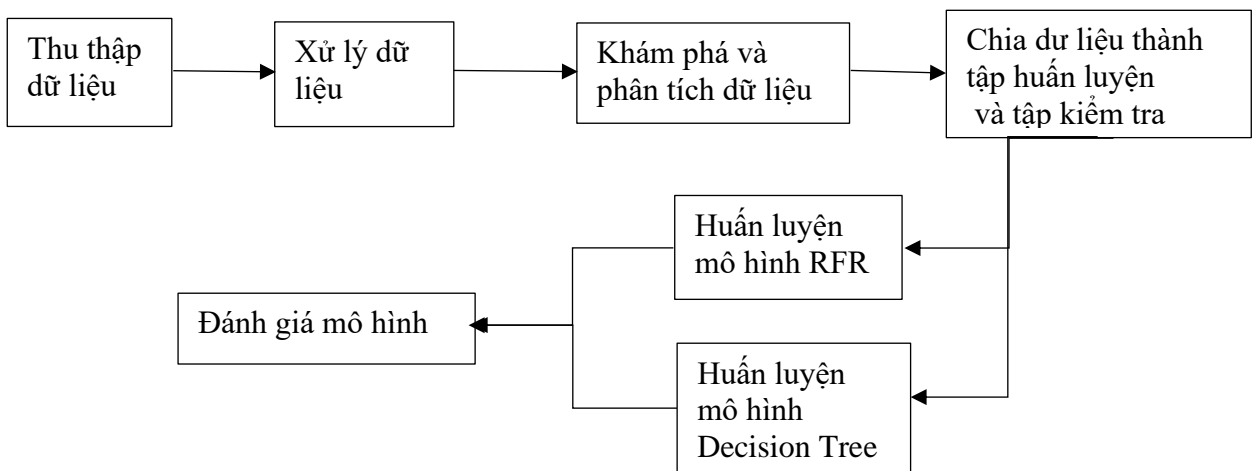 Thu thập
dữ liệu
Xử lý dữ
liệu
Khám phá và
phân tích dữ liệu
Chia dư liệu thành
tập huấn luyện
và tập kiểm tra
Huấn luyện
mô hình RFR
Đánh giá mô hình
Huấn luyện
mô hình
Decision Tree